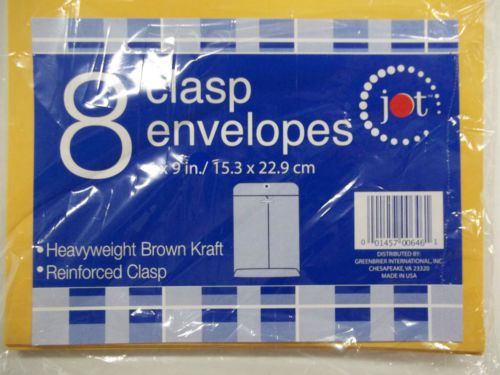 8 clasp
envelopes
jot
x 9 in./ 15.3 x 22.9 cm
• Heavyweight Brown Kraft
• Reinforced Clasp
0 01457 00646 1
DISTRIBUTED BY:
GREENBRIER INTERNATIONAL, INC.
CHESAPEAKE, VA 23320
MADE IN USA